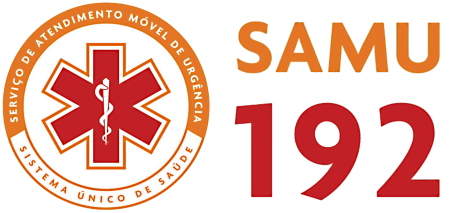 SERVIÇO DE ATENDIMENTO MÓVEL DE URGÊNCIA
SISTEMA ÚNICO DE SAÚDE
SAMU
192